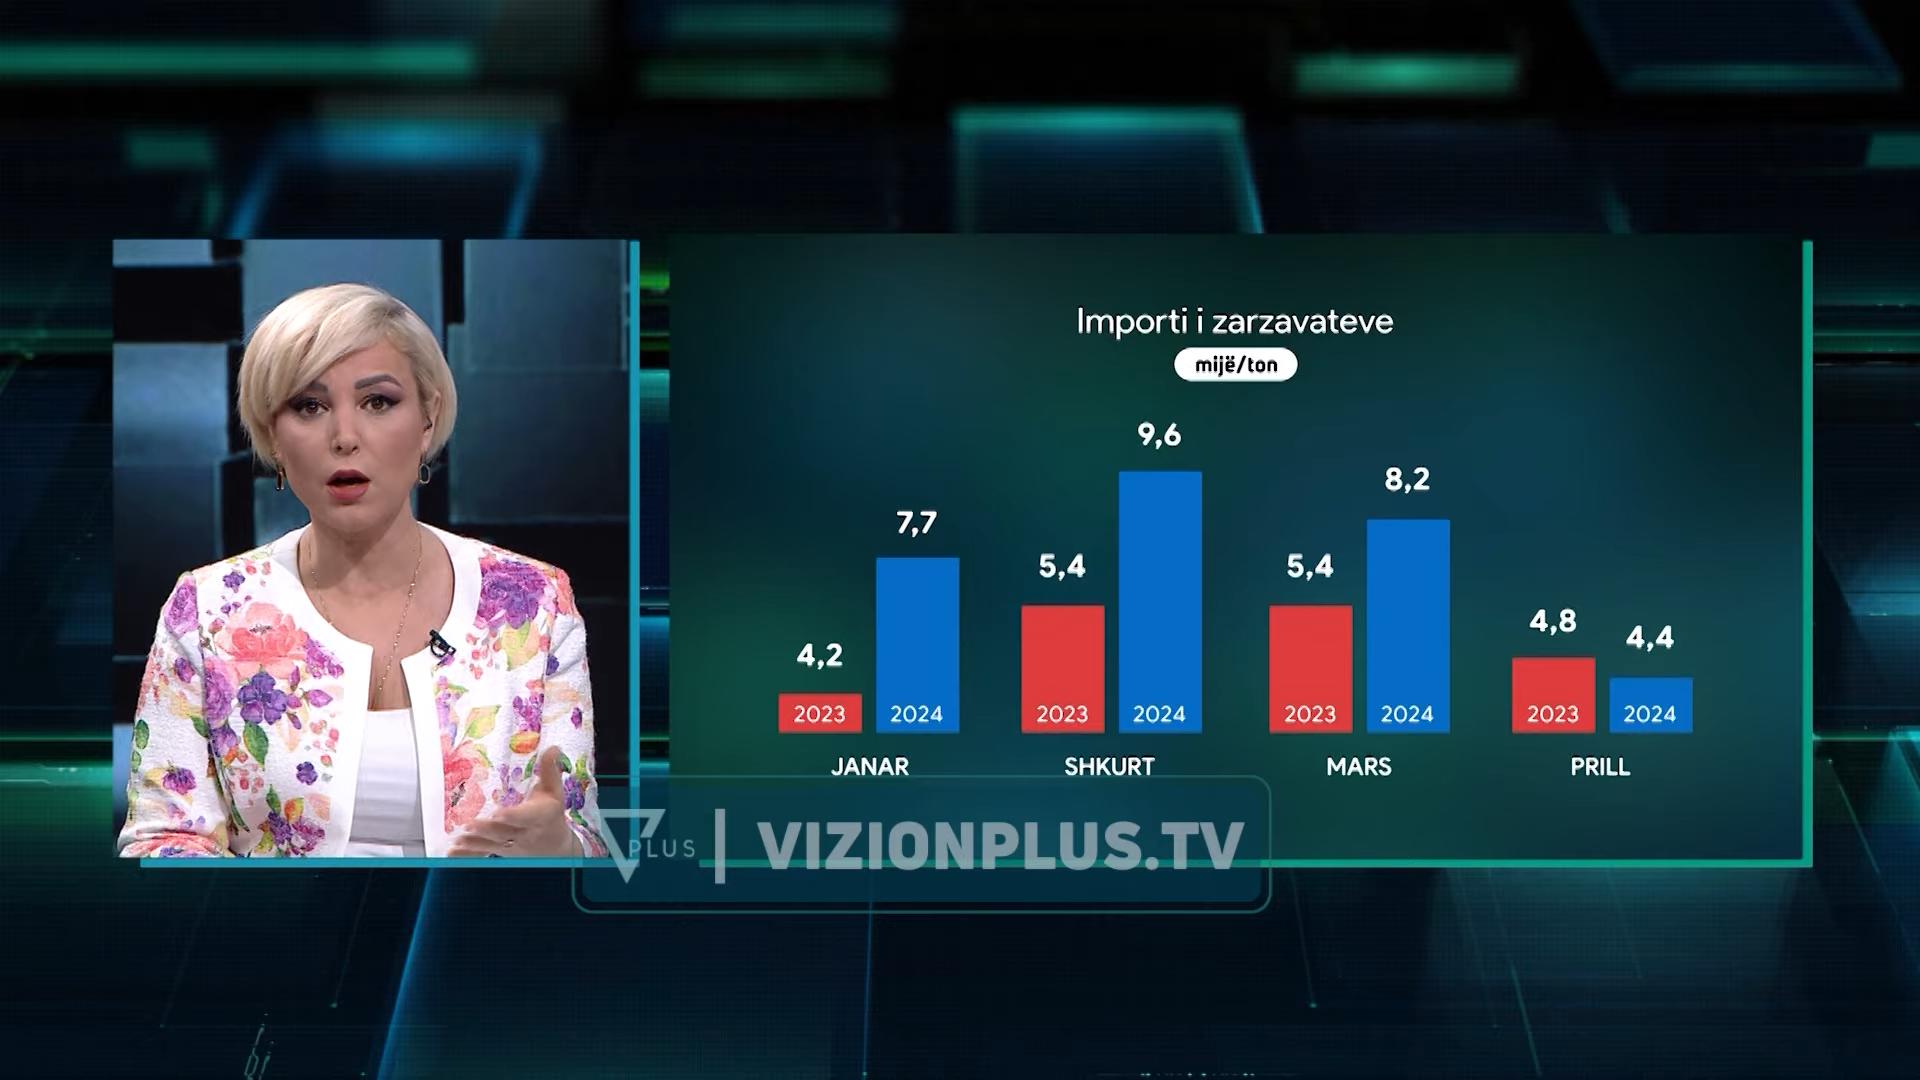 Importi i zarzavateve
mijë/ton
4,2
7,7
5,4
9,6
5,4
8,2
4,8
4,4
2023
2024
2023
2024
2023
2024
2023
2024
JANAR
SHKURT
MARS
PRILL
PLUS | VIZIONPLUS.TV